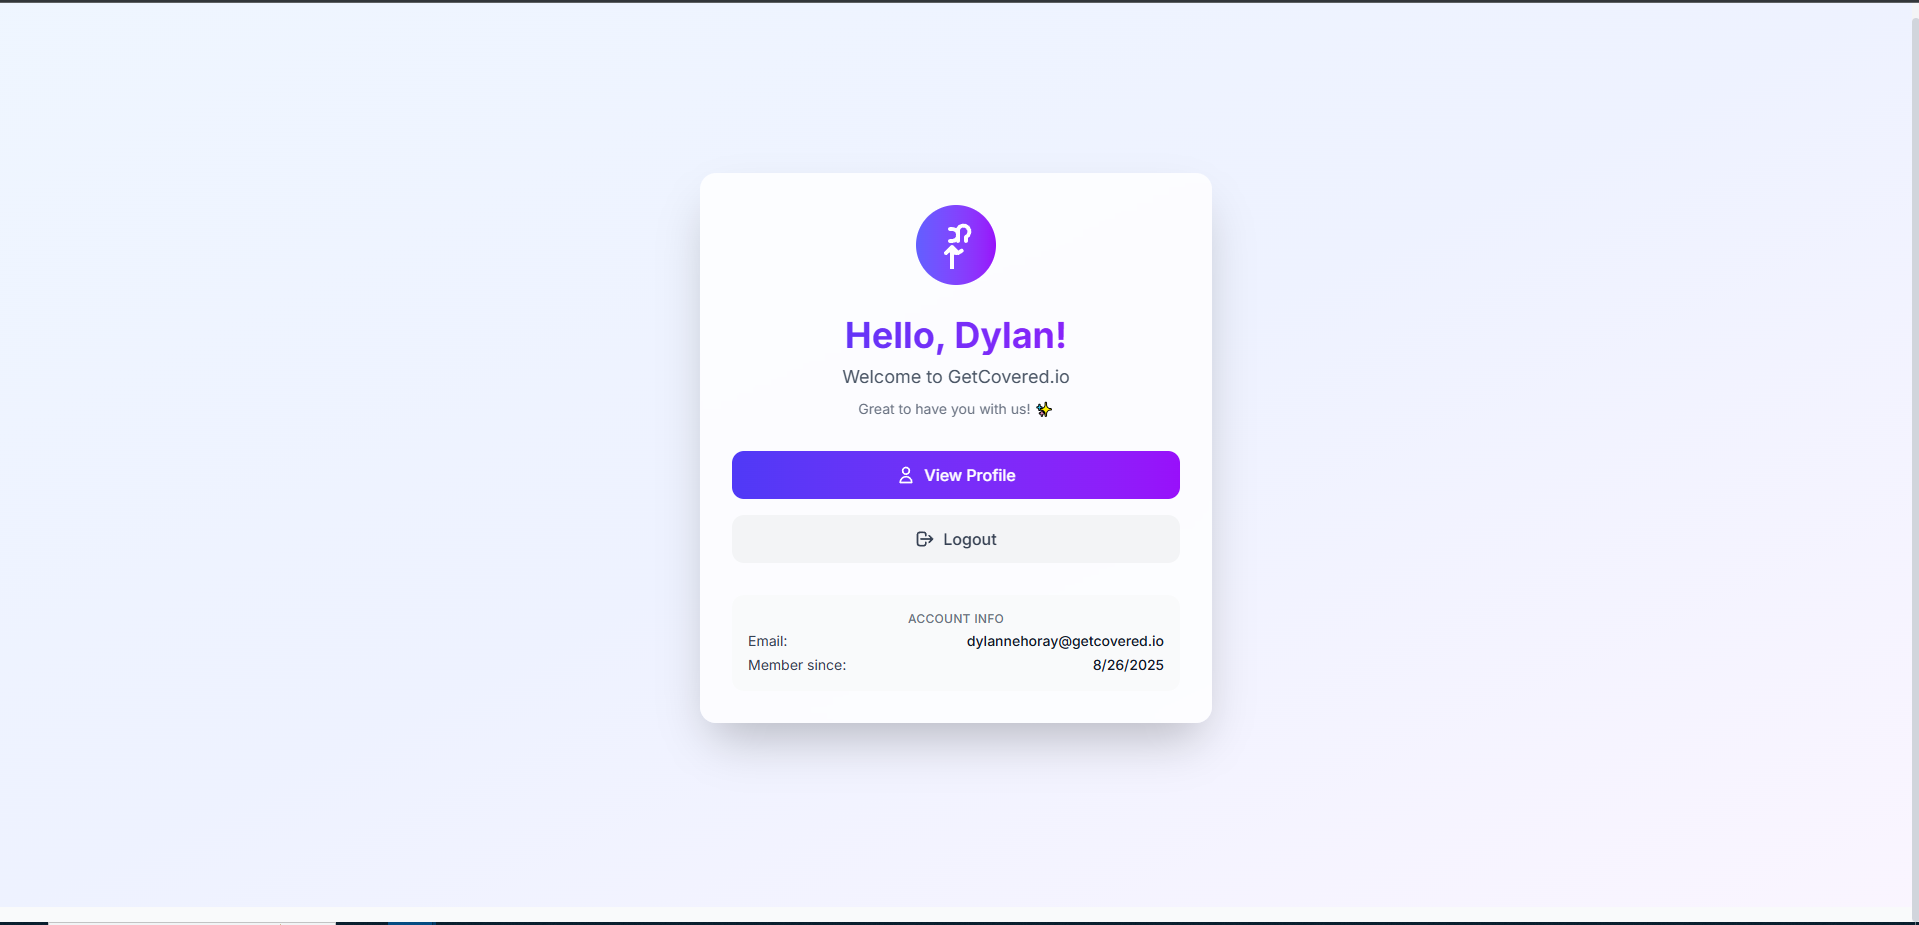 Hello, Dylan!
Welcome to GetCovered.io
Great to have you with us! ✨
View Profile
Logout
ACCOUNT INFO
Email: dylannehoray@getcovered.io
Member since: 8/26/2025